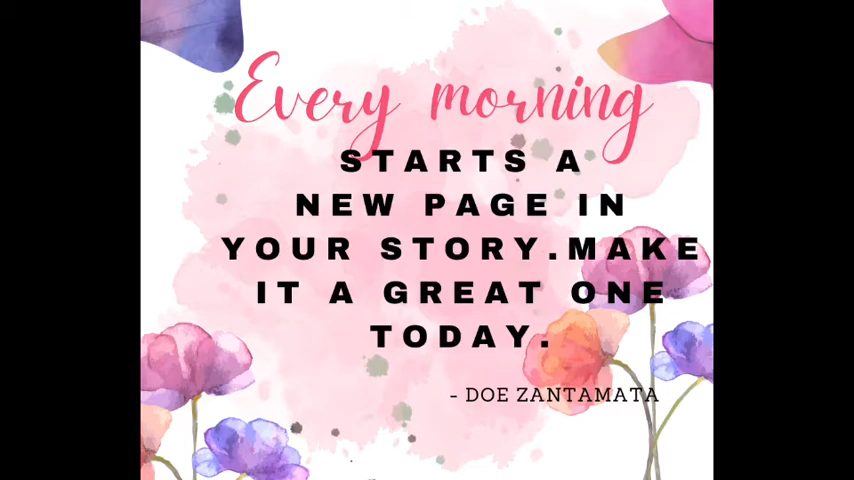 Every morning
STARTS A
NEW PAGE IN
YOUR STORY.MAKE
IT A GREAT ONE
TODAY.
- DOE ZANTAMATA